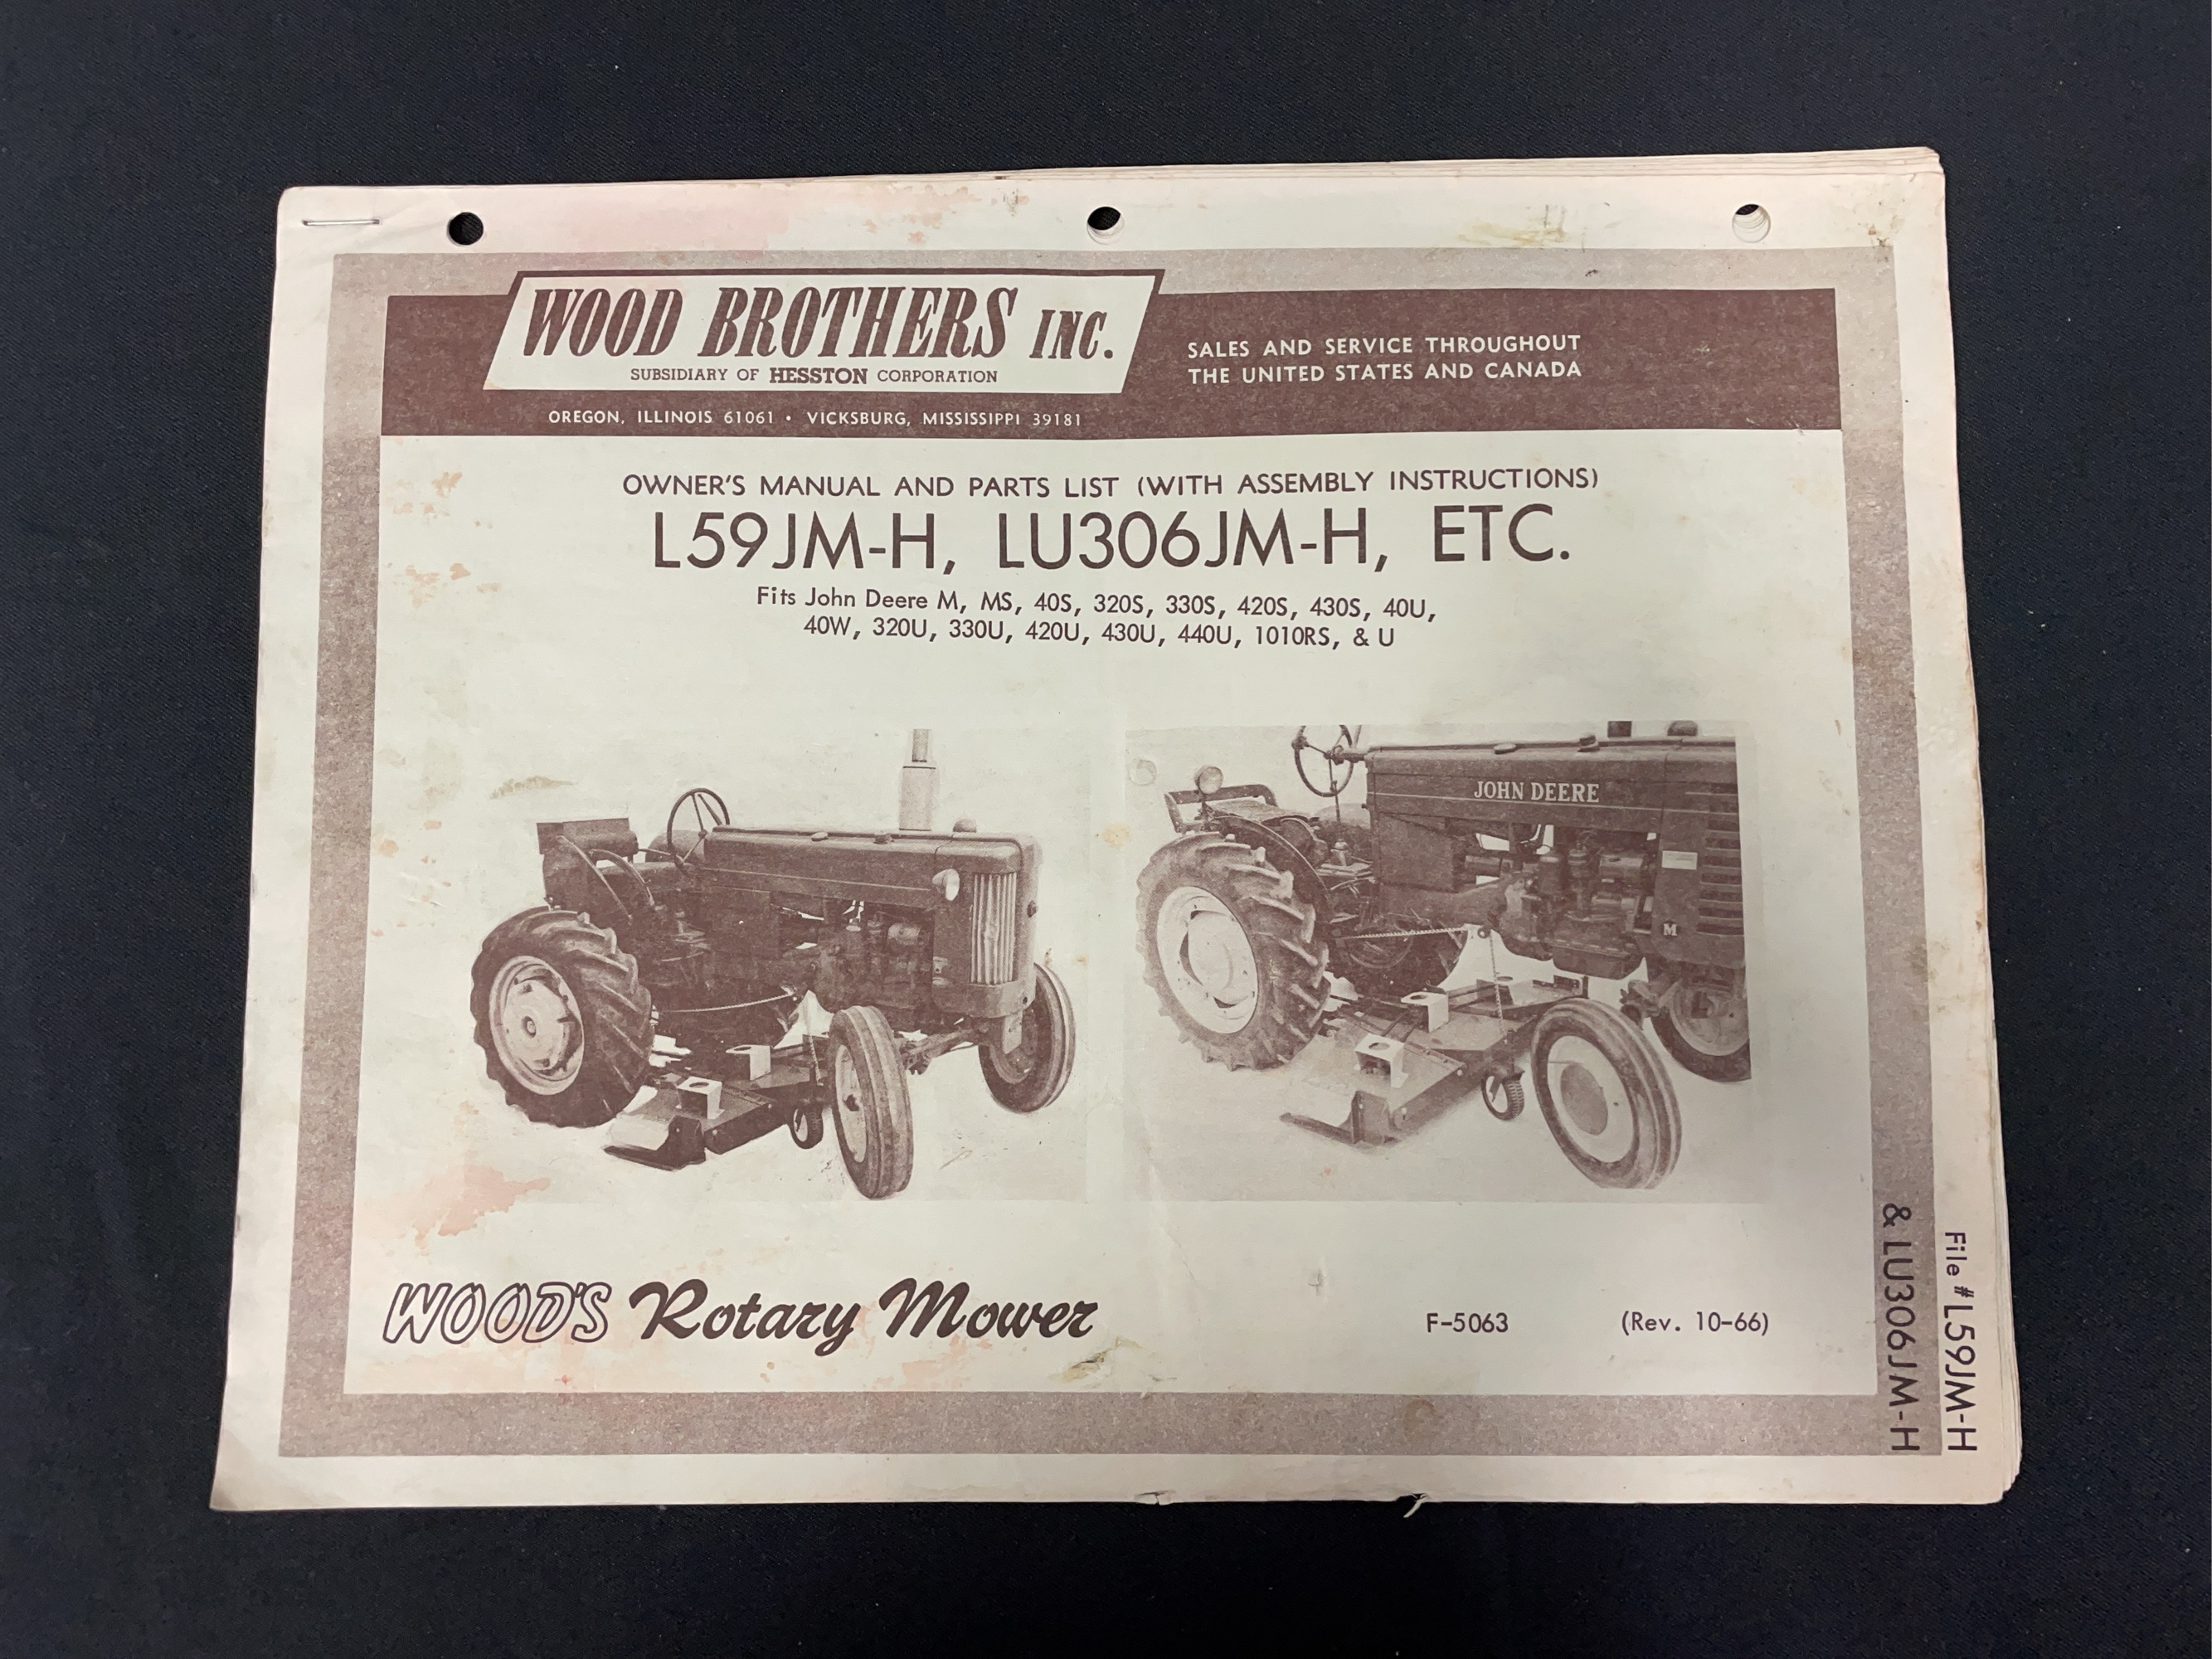 WOOD BROTHERS INC.
SUBSIDIARY OF HESSTON CORPORATION
OREGON, ILLINOIS 61061 • VICKSBURG, MISSISSIPPI 39181
SALES AND SERVICE THROUGHOUT
THE UNITED STATES AND CANADA
OWNER'S MANUAL AND PARTS LIST (WITH ASSEMBLY INSTRUCTIONS)
L59JM-H, LU306JM-H, ETC.
Fits John Deere M, MS, 40S, 320S, 330S, 420S, 430S, 40U,
40W, 320U, 330U, 420U, 430U, 440U, 1010RS, & U
JOHN DEERE
M
WOOD'S Rotary Mower
F-5063 (Rev. 10-66)
File #L59JM-H
& LU306JM-H